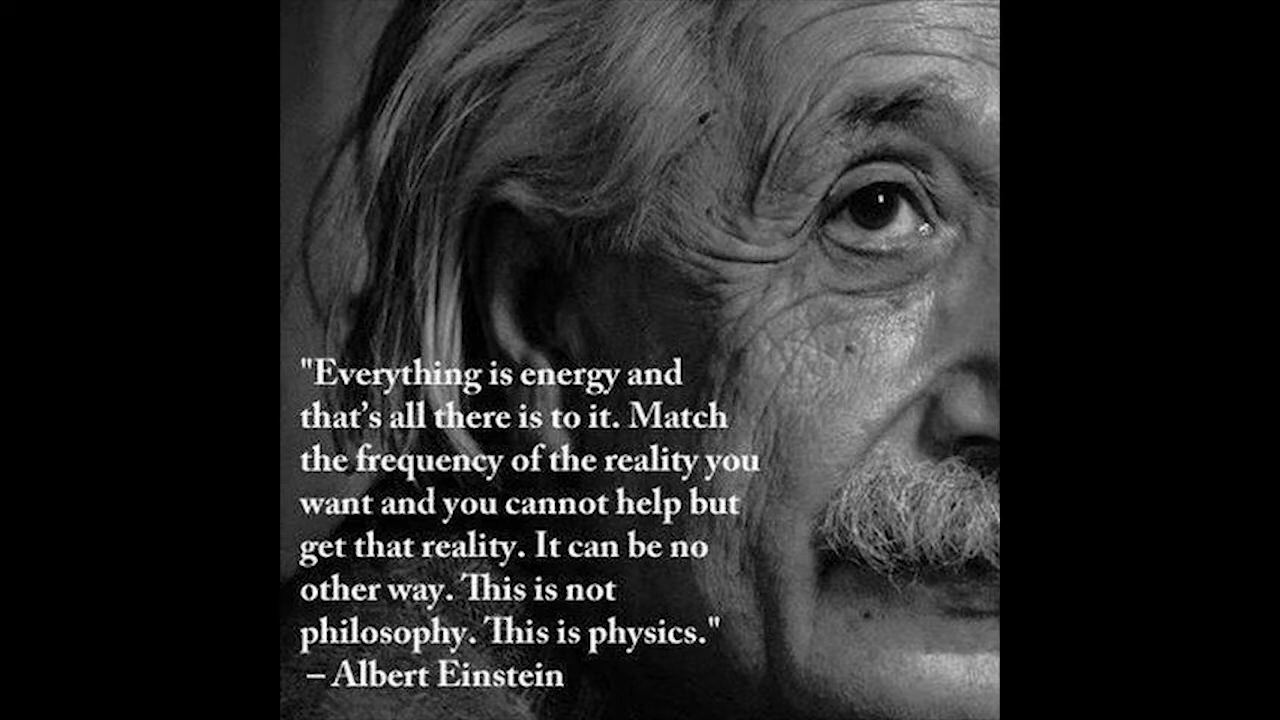 "Everything is energy and
that’s all there is to it. Match
the frequency of the reality you
want and you cannot help but
get that reality. It can be no
other way. This is not
philosophy. This is physics."
– Albert Einstein